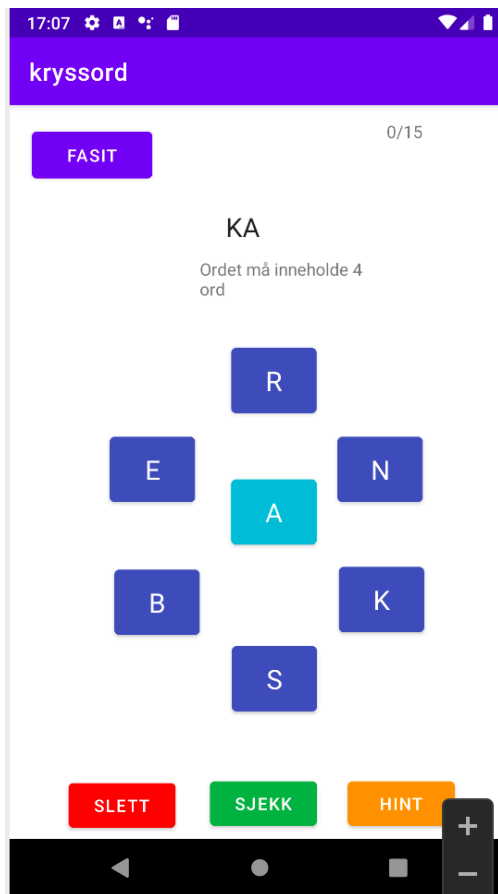 17:07
kryssord
FASIT
0/15
KA
Ordet må inneholde 4
ord
R
E
N
A
B
K
S
SLETT
SJEKK
HINT